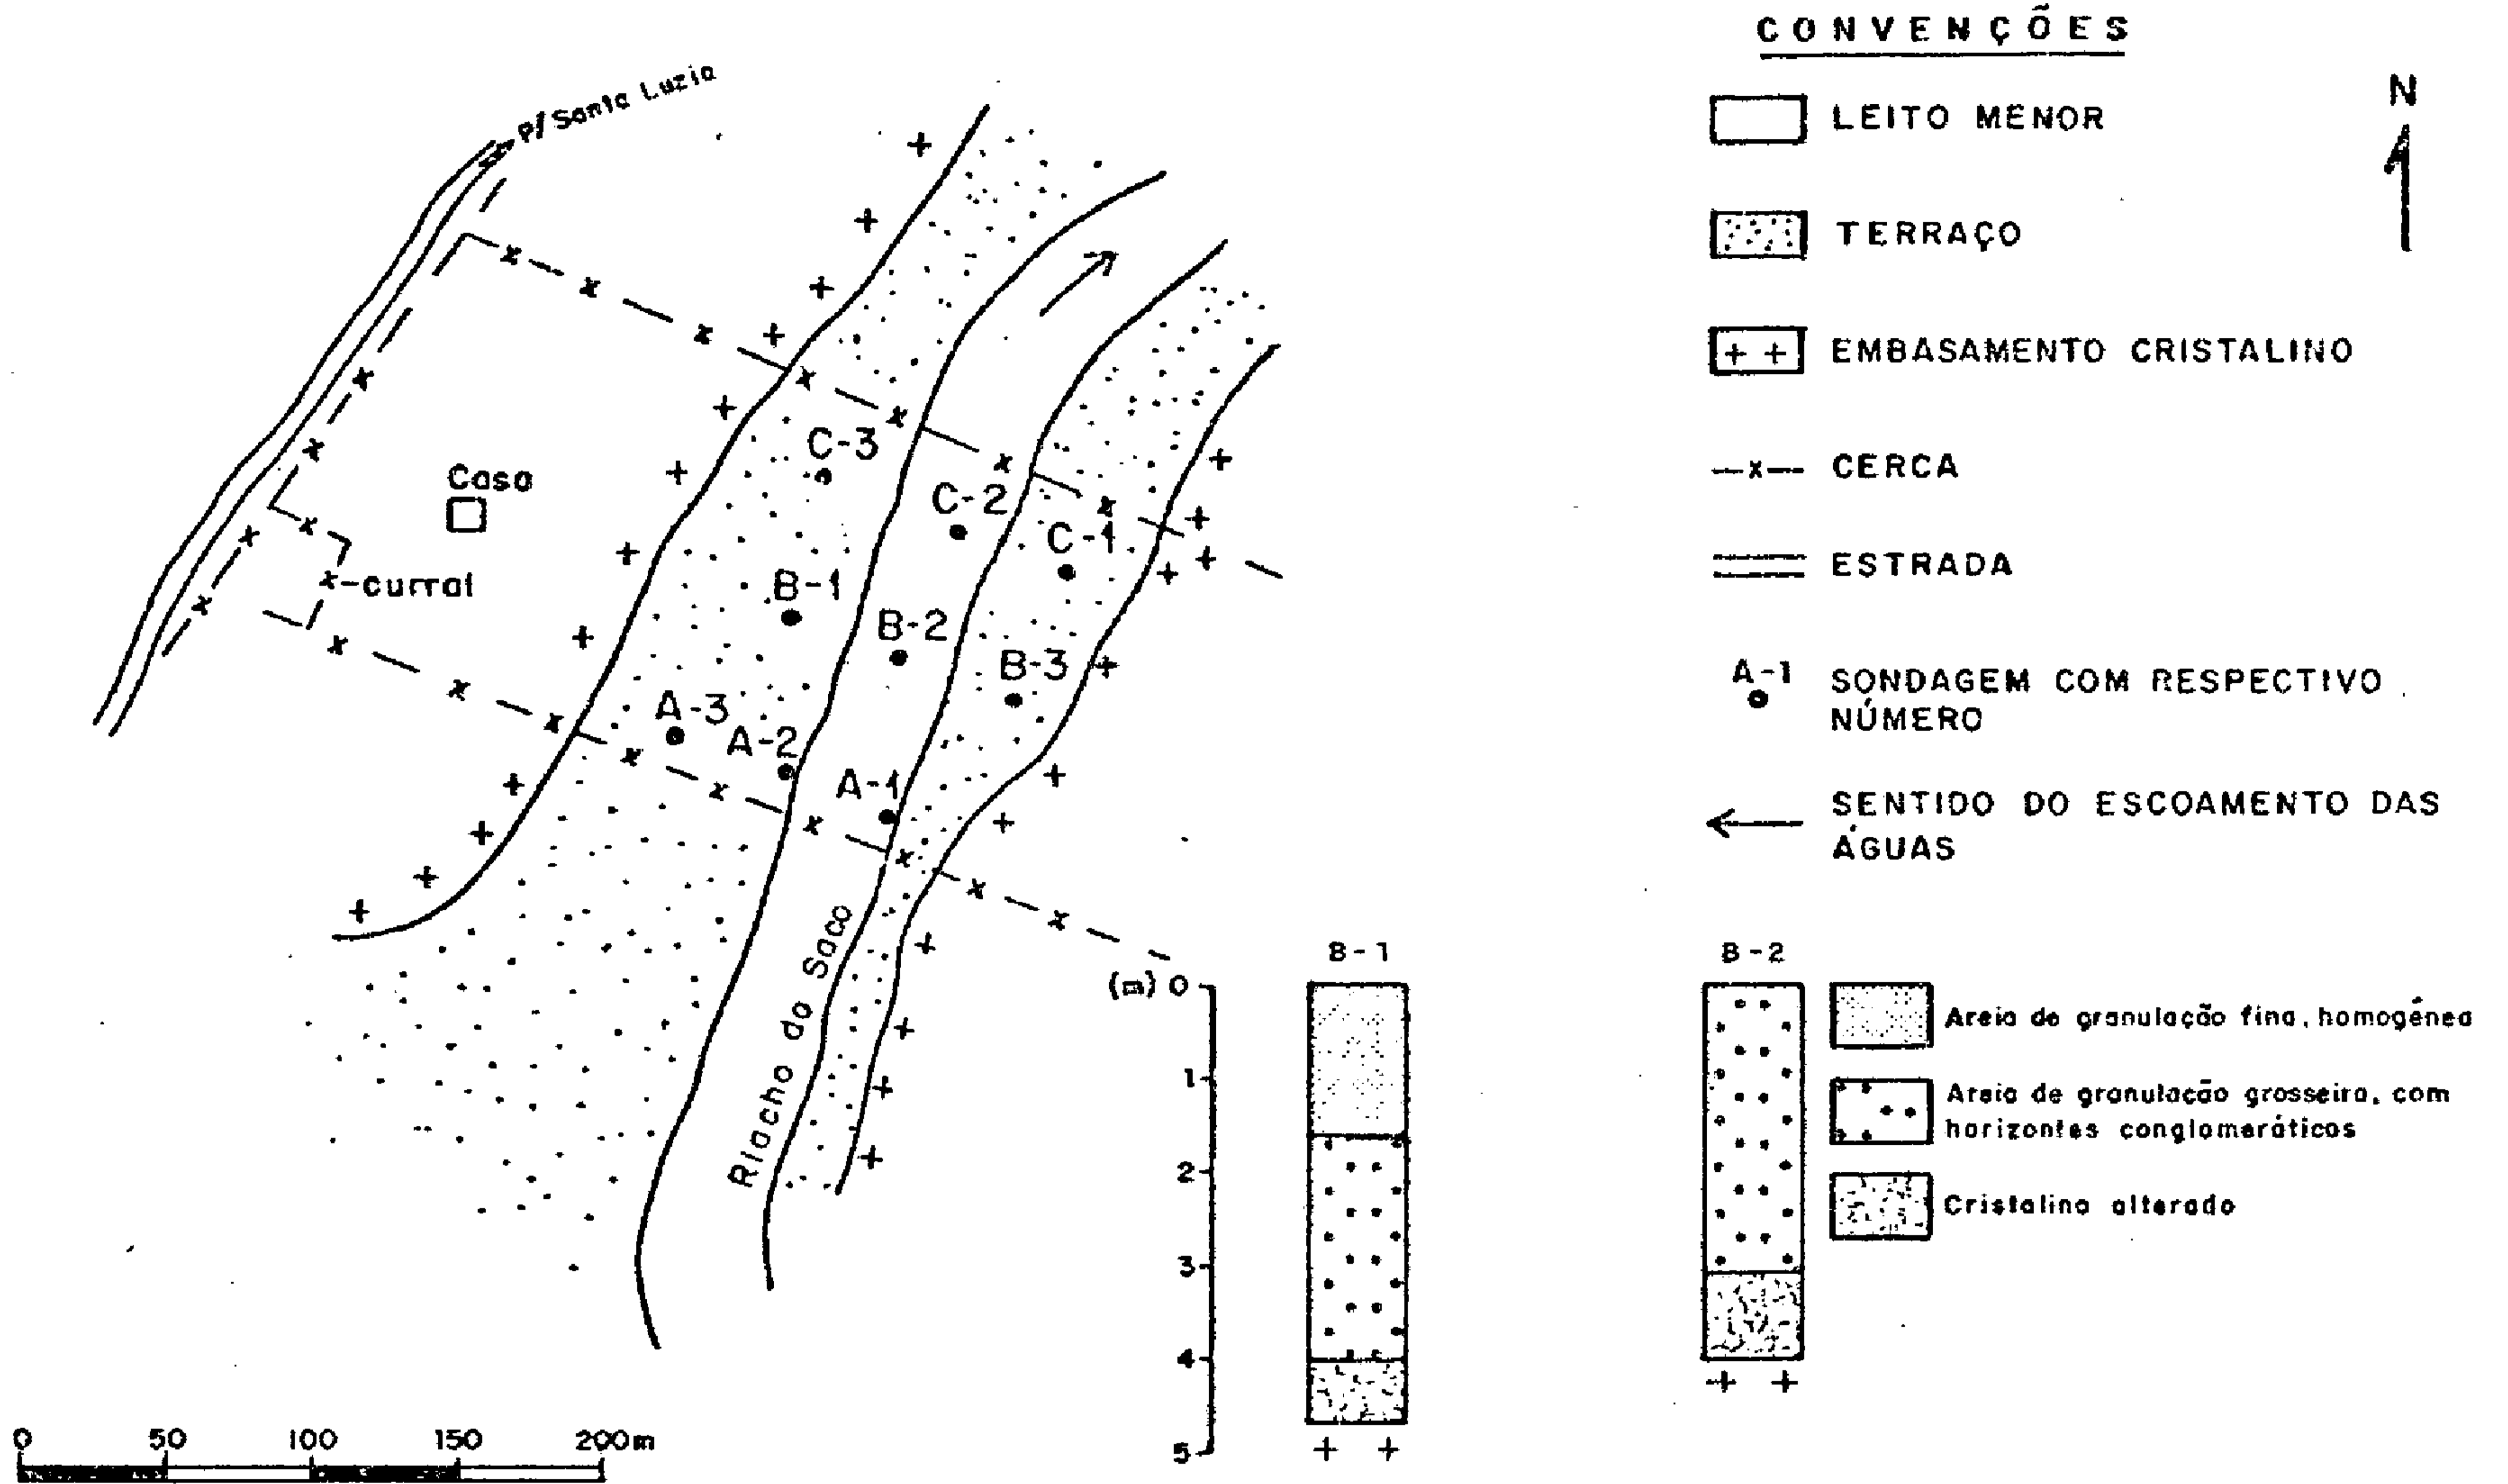 CONVENÇÕES
N
LEITO MENOR
TERRAÇO
+ + EMBASAMENTO CRISTALINO
—x— CERCA
ESTRADA
A-1 SONDAGEM COM RESPECTIVO
NÚMERO
SENTIDO DO ESCOAMENTO DAS
ÁGUAS
P/ Santa Luzia
Casa
x-curral
C-3
C-2
C-1
B-1
B-2
B-3
A-3
A-2
A-1
Riacho do Saco
(m) 0
1
2
3
4
5
B-1
B-2
Areia de granulação fina, homogénea
Areia de granulação grosseira, com
horizontes conglomeráticos
Cristalino alterado
0 50 100 150 200m